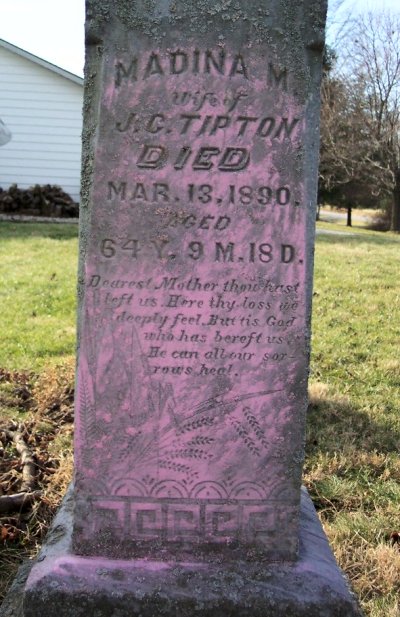 MADINA M.
Wife of
J. C. TIPTON
DIED
MAR. 13, 1890.
AGED
64 Y. 9 M. 18 D.
Dearest Mother thou hast
left us. Here thy loss we
deeply feel. But tis God
who has bereft us
He can all our sor-
rows heal.